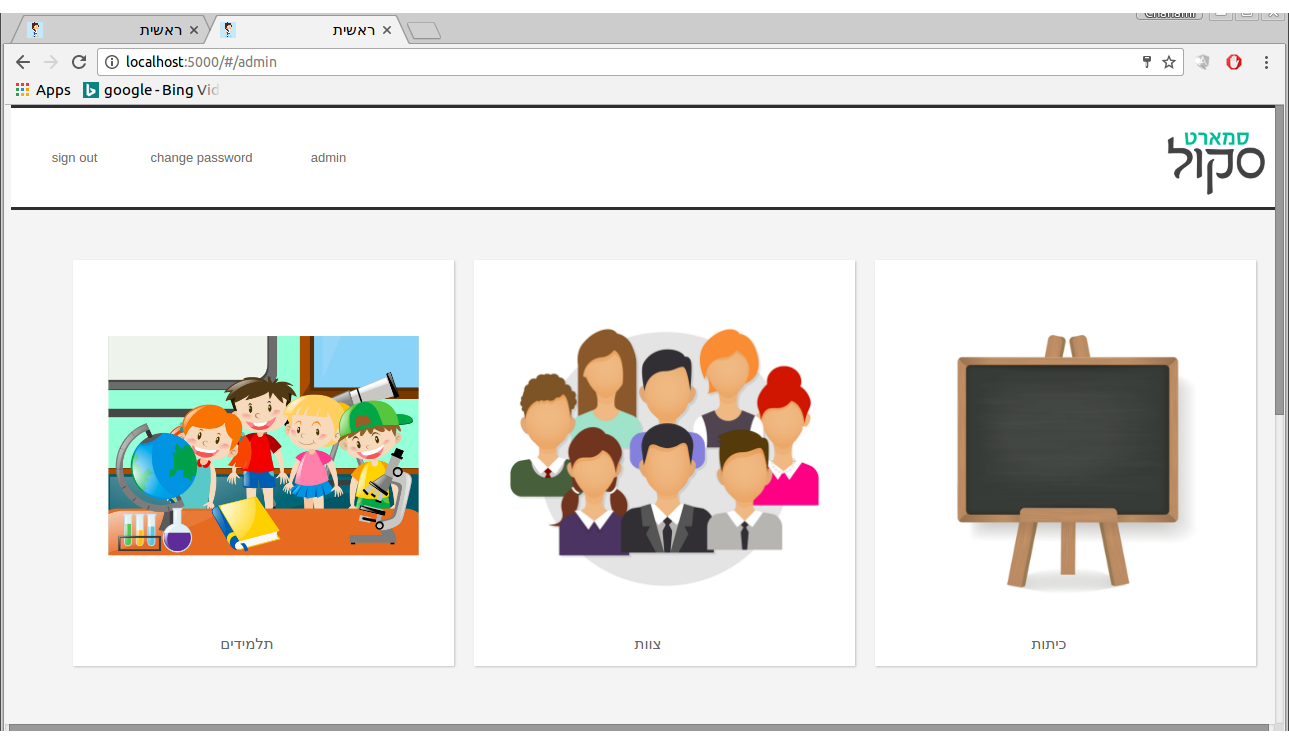 Chanami
ראשית
ראשית
localhost:5000/#/admin
Apps
google - Bing Vid
sign out
change password
admin
סמארט
סקול
תלמידים
צוות
כיתות